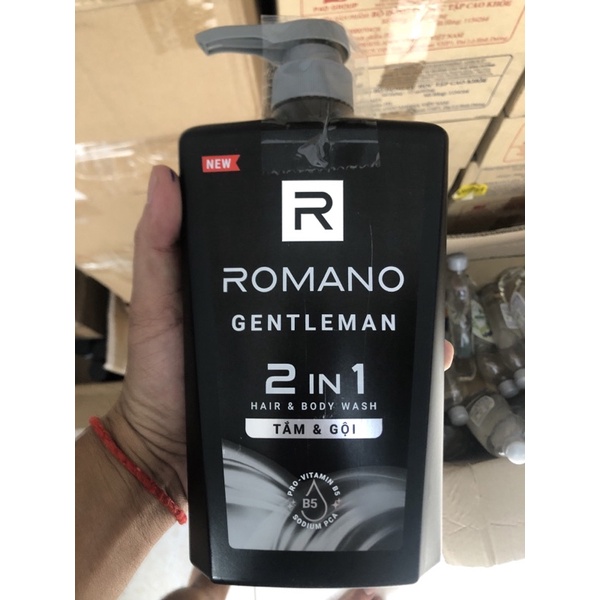 NEW
R
ROMANO
GENTLEMAN
2 IN 1
HAIR & BODY WASH
TẮM & GỘI
PRO-VITAMIN B5
B5
SODIUM PCA